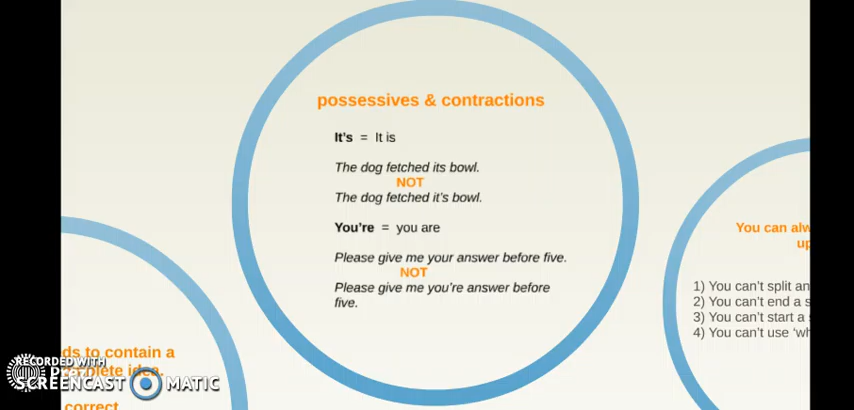 possessives & contractions
It's = It is
The dog fetched its bowl.
NOT
The dog fetched it's bowl.
You're = you are
Please give me your answer before five.
NOT
Please give me you're answer before
five.
You can alw
up
1) You can't split an
2) You can't end a s
3) You can't start a s
4) You can't use 'wh
ds to contain a
plete idea.
correct
RECORDED WITH
SCREENCAST MATIC